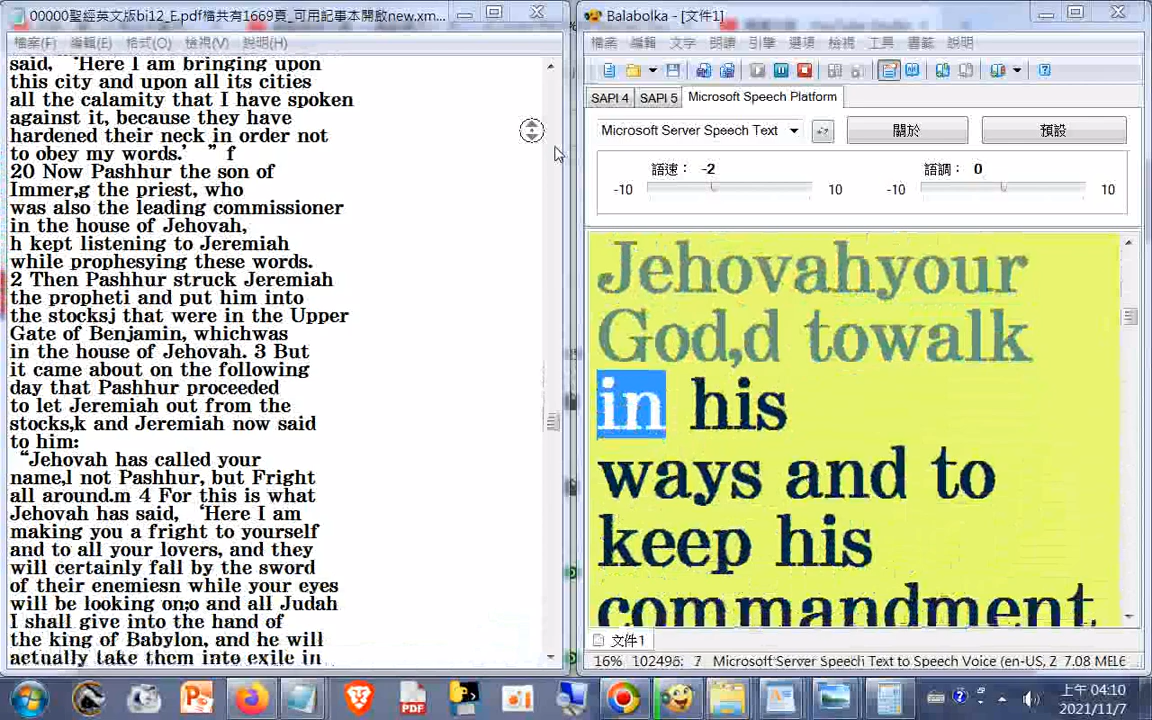 00000聖經英文版bi12_E.pdf檔共有1669頁_可用記事本開啟new.xm...
檔案(F) 編輯(E) 格式(O) 檢視(V) 說明(H)
said, “ ‘Here I am bringing upon
this city and upon all its cities
all the calamity that I have spoken
against it, because they have
hardened their neck in order not
to obey my words.’ ” f
20 Now Pashhur the son of
Immer,g the priest, who
was also the leading commissioner
in the house of Jehovah,
h kept listening to Jeremiah
while prophesying these words.
2 Then Pashhur struck Jeremiah
the propheti and put him into
the stocksj that were in the Upper
Gate of Benjamin, whichwas
in the house of Jehovah. 3 But
it came about on the following
day that Pashhur proceeded
to let Jeremiah out from the
stocks,k and Jeremiah now said
to him:
“Jehovah has called your
name,l not Pashhur, but Fright
all around.m 4 For this is what
Jehovah has said, ‘Here I am
making you a fright to yourself
and to all your lovers, and they
will certainly fall by the sword
of their enemiesn while your eyes
will be looking on;o and all Judah
I shall give into the hand of
the king of Babylon, and he will
actually take them into exile in
Balabolka - [文件1]
檔案 編輯 文字 朗讀 引擎 選項 檢視 工具 書籤 說明
SAPI 4 SAPI 5 Microsoft Speech Platform
Microsoft Server Speech Text 關於 預設
語速： -2 語調： 0
-10 10 -10 10
Jehovahyour
God,d towalk
in his
ways and to
keep his
commandment
文件1
16% 102496: 7 Microsoft Server Speech Text to Speech Voice (en-US, Z 7.08 MEL6
上午 04:10
2021/11/7